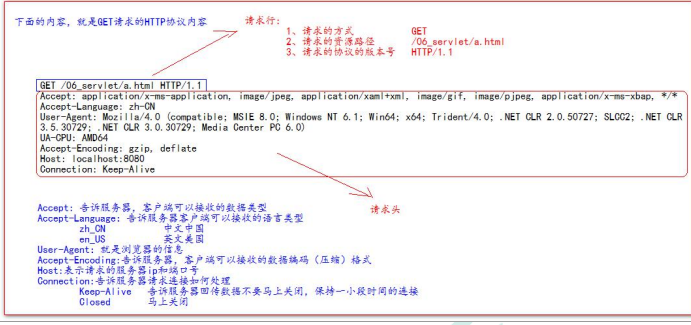 下面的内容，就是GET请求的HTTP协议内容
请求行：
1、请求的方式 GET
2、请求的资源路径 /06_servlet/a.html
3、请求的协议的版本号 HTTP/1.1
GET /06_servlet/a.html HTTP/1.1
Accept: application/x-ms-application, image/jpeg, application/xaml+xml, image/gif, image/pjpeg, application/x-ms-xbap, */*
Accept-Language: zh-CN
User-Agent: Mozilla/4.0 (compatible; MSIE 8.0; Windows NT 6.1; Win64; x64; Trident/4.0; .NET CLR 2.0.50727; SLCC2; .NET CLR
3.5.30729; .NET CLR 3.0.30729; Media Center PC 6.0)
UA-CPU: AMD64
Accept-Encoding: gzip, deflate
Host: localhost:8080
Connection: Keep-Alive
请求头
Accept: 告诉服务器，客户端可以接收的数据类型
Accept-Language: 告诉服务器客户端可以接收的语言类型
zh_CN 中文中国
en_US 英文美国
User-Agent: 就是浏览器的信息
Accept-Encoding:告诉服务器，客户端可以接收的数据编码（压缩）格式
Host:表示请求的服务器ip和端口号
Connection:告诉服务器请求连接如何处理
Keep-Alive 告诉服务器回传数据不要马上关闭，保持一小段时间的连接
Closed 马上关闭